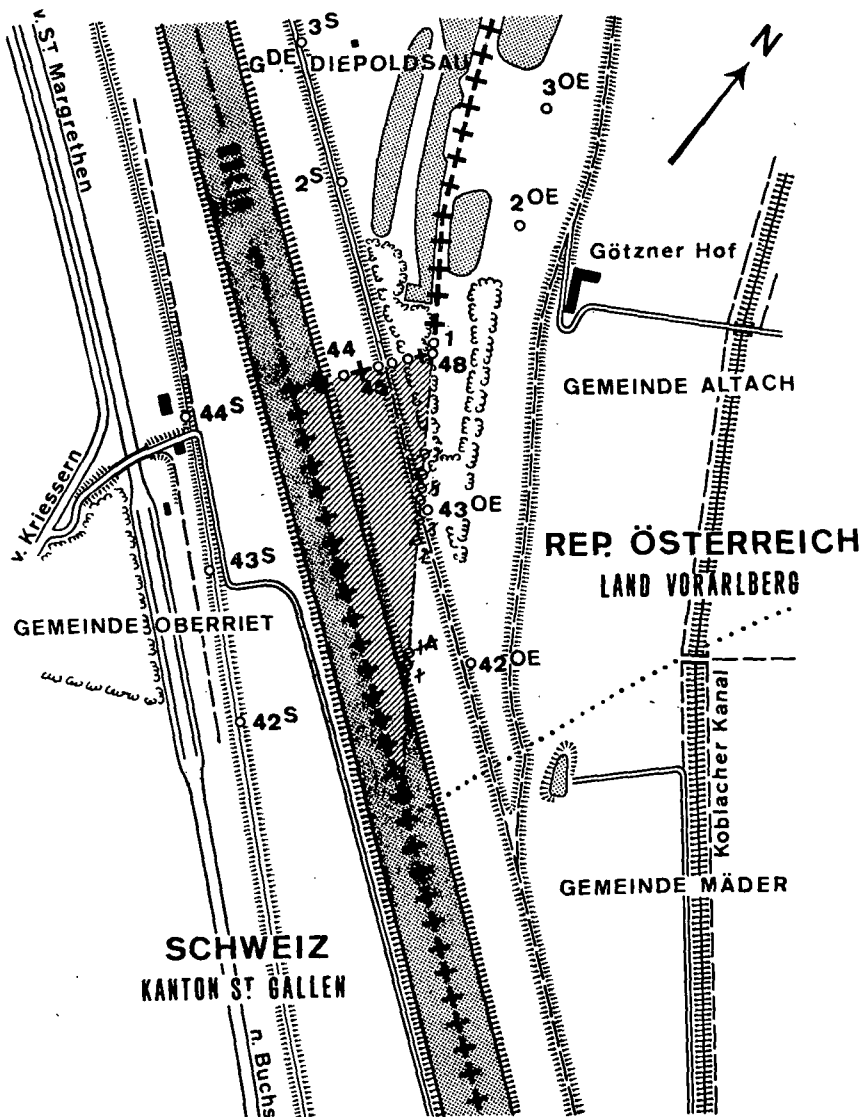 v. ST Margrethen
3S
GDE. DIEPOLDSAU
N
3OE
RHEIN
2S
2OE
Götzner Hof
1
44
45
48
44S
GEMEINDE ALTACH
v. Kriessern
43OE
2
REP. ÖSTERREICH
LAND VORARLBERG
43S
GEMEINDE OBERRIET
A
1
42OE
42S
Koblacher Kanal
GEMEINDE MÄDER
SCHWEIZ
KANTON ST. GALLEN
n. Buchs